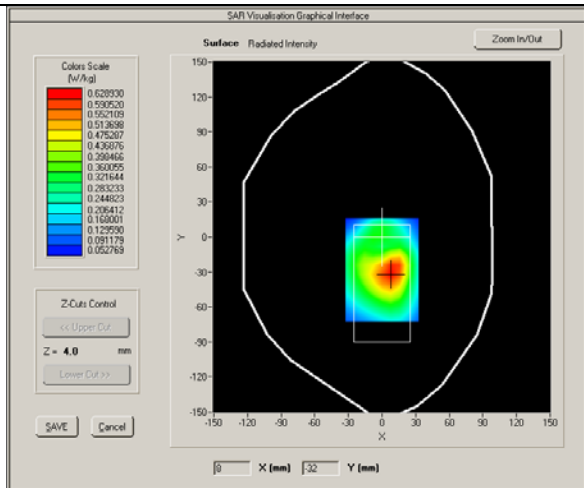 SAR Visualisation Graphical Interface
Surface Radiated Intensity
Zoom In/Out
Colors Scale
(W/kg)
0.628930
0.590520
0.552109
0.513698
0.475287
0.436876
0.398466
0.360055
0.321644
0.283233
0.244823
0.206412
0.168001
0.129590
0.091179
0.052769
Z-Cuts Control
<< Upper Cut
Z = 4.0 mm
Lower Cut >>
SAVE Cancel
150-
120-
90-
60-
30-
0-
-30-
-60-
-90-
-120-
-150-
Y
-150 -120 -90 -60 -30 0 30 60 90 120 150
X
8 X (mm) -32 Y (mm)